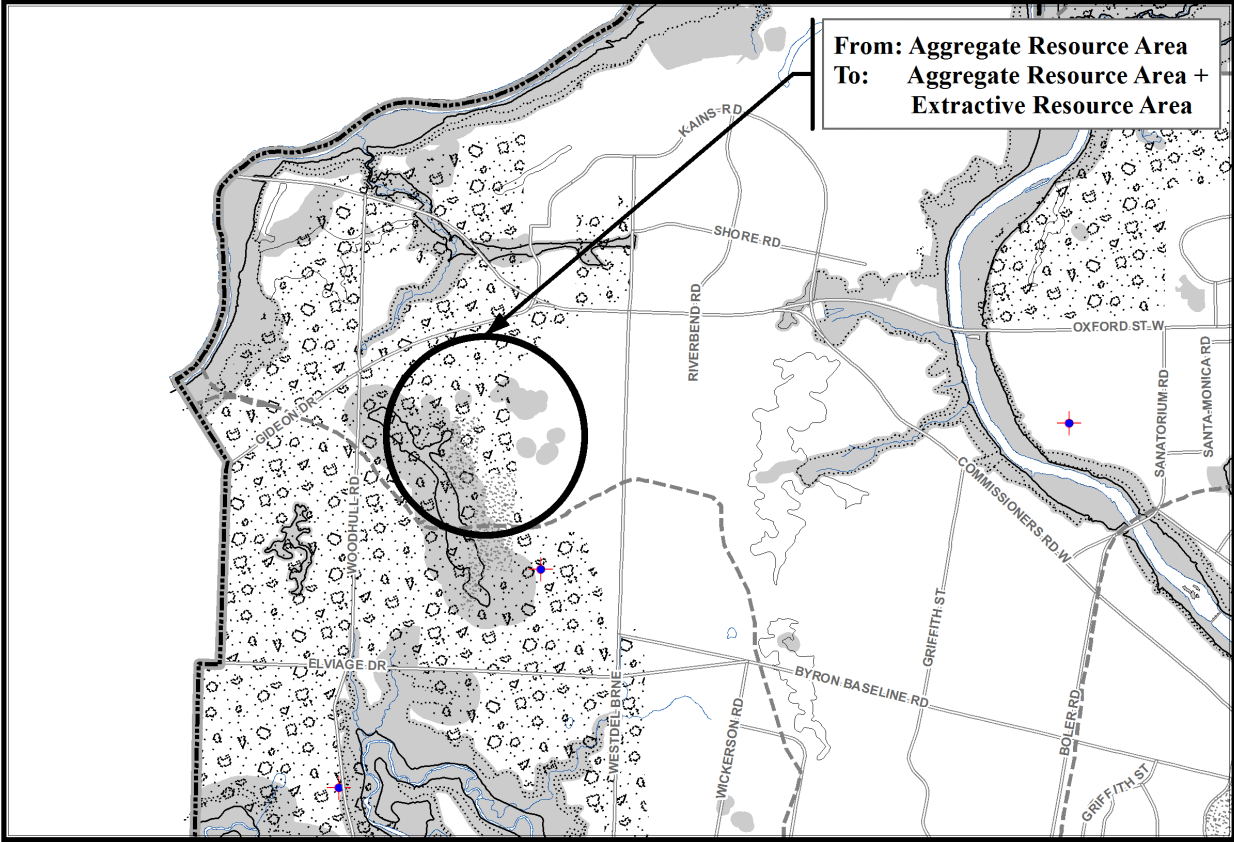 From: Aggregate Resource Area
To: Aggregate Resource Area +
Extractive Resource Area
KAINS RD
SHORE RD
RIVERBEND RD
OXFORD ST W
SANATORIUM RD
SANTA MONICA RD
GIDEON DR
WOODHULL RD
COMMISSIONERS RD W
GRIFFITH ST
ELVIAGE DR
WESTDEL BRNE
BYRON BASELINE RD
WICKERSON RD
BOLER RD
GRIFFITH ST